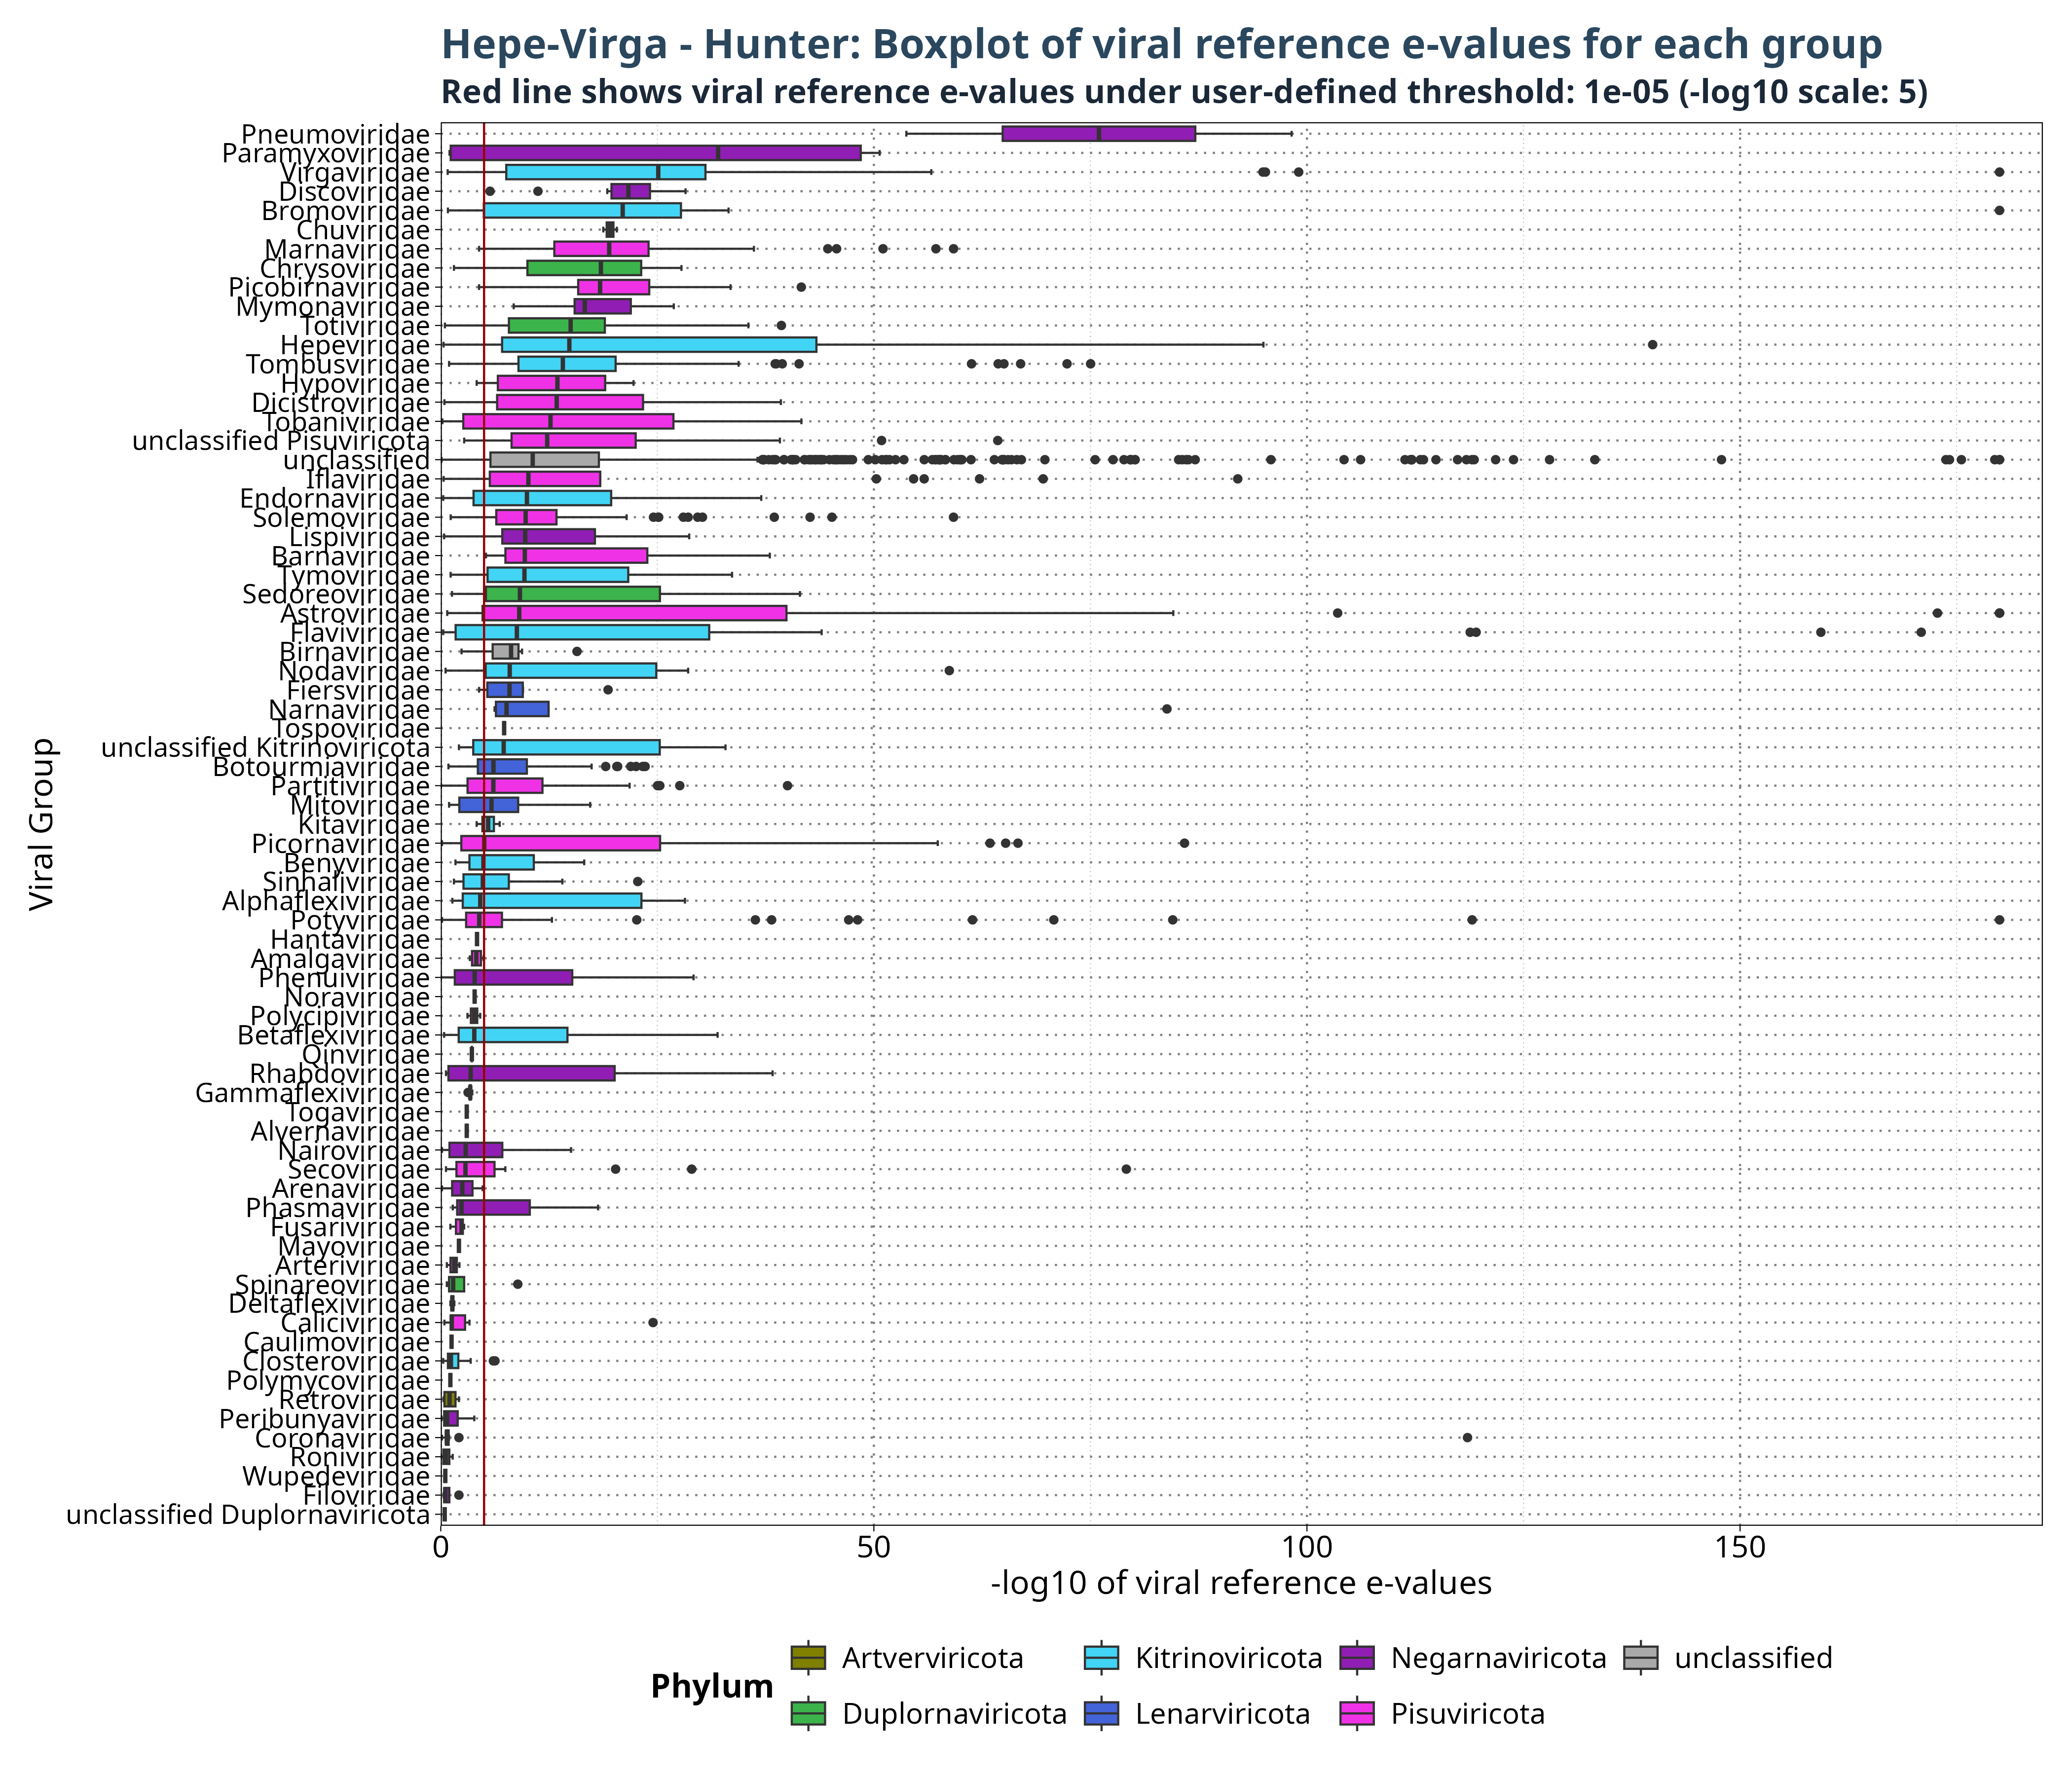 Hepe-Virga - Hunter: Boxplot of viral reference e-values for each group
Red line shows viral reference e-values under user-defined threshold: 1e-05 (-log10 scale: 5)
Viral Group
Pneumoviridae
Paramyxoviridae
Virgaviridae
Discoviridae
Bromoviridae
Chuviridae
Marnaviridae
Chrysoviridae
Picobirnaviridae
Mymonaviridae
Totiviridae
Hepeviridae
Tombusviridae
Hypoviridae
Dicistroviridae
Tobaniviridae
unclassified Pisuviricota
unclassified
Iflaviridae
Endornaviridae
Solemoviridae
Lispiviridae
Barnaviridae
Tymoviridae
Sedoreoviridae
Astroviridae
Flaviviridae
Birnaviridae
Nodaviridae
Fiersviridae
Narnaviridae
Tospoviridae
unclassified Kitrinoviricota
Botourmiaviridae
Partitiviridae
Mitoviridae
Kitaviridae
Picornaviridae
Benyviridae
Sinhaliviridae
Alphaflexiviridae
Potyviridae
Hantaviridae
Amalgaviridae
Phenuiviridae
Noraviridae
Polycipiviridae
Betaflexiviridae
Qinviridae
Rhabdoviridae
Gammaflexiviridae
Togaviridae
Alvernaviridae
Nairoviridae
Secoviridae
Arenaviridae
Phasmaviridae
Fusariviridae
Mayoviridae
Arteriviridae
Spinareoviridae
Deltaflexiviridae
Caliciviridae
Caulimoviridae
Closteroviridae
Polymycoviridae
Retroviridae
Peribunyaviridae
Coronaviridae
Roniviridae
Wupedeviridae
Filoviridae
unclassified Duplornaviricota
0 50 100 150
-log10 of viral reference e-values
Phylum
Artverviricota Kitrinoviricota Negarnaviricota unclassified
Duplornaviricota Lenarviricota Pisuviricota